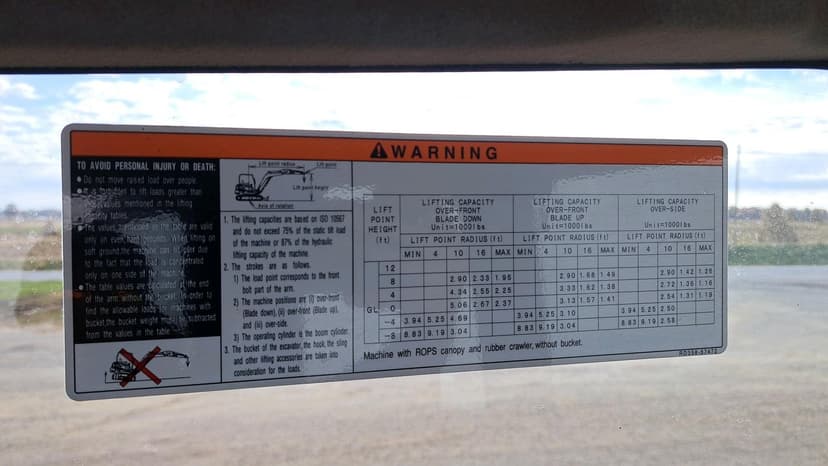 WARNING
TO AVOID PERSONAL INJURY OR DEATH:
● Do not move raised load over people.
● It is forbidden to lift loads greater than
those values mentioned in the lifting
capacity tables.
● The values mentioned in the table are valid
only on even, hard grounds. When lifting on
soft ground, the machine can tip over due
to the fact that the load is concentrated
only on one side of the machine.
● The table values are calculated at the end
of the arm without the bucket. In order to
find the allowable loads for machines with
bucket, the bucket weight must be subtracted
from the values in the table.
Lift point radius
Lift point
Lift point height
Axis of rotation
1. The lifting capacities are based on ISO 10567
and do not exceed 75% of the static tilt load
of the machine or 87% of the hydraulic
lifting capacity of the machine.
2. The strokes are as follows.
1) The load point corresponds to the front
bolt part of the arm.
2) The machine positions are (i) over-front
(Blade down), (ii) over-front (Blade up),
and (iii) over-side.
3) The operating cylinder is the boom cylinder.
3. The bucket of the excavator, the hook, the sling
and other lifting accessories are taken into
consideration for the loads.
LIFT POINT HEIGHT (ft)
LIFTING CAPACITY OVER-FRONT BLADE DOWN Unit=1000lbs
LIFTING CAPACITY OVER-FRONT BLADE UP Unit=1000lbs
LIFTING CAPACITY OVER-SIDE Unit=1000lbs
LIFT POINT RADIUS (ft) LIFT POINT RADIUS (ft) LIFT POINT RADIUS (ft)
MIN 4 10 16 MAX MIN 4 10 16 MAX MIN 4 10 16 MAX
12
8 2.90 2.33 1.95 2.90 1.68 1.49 2.90 1.42 1.26
4 4.34 2.55 2.25 3.33 1.62 1.38 2.72 1.36 1.16
GL 0 5.06 2.67 2.37 3.13 1.57 1.41 2.54 1.31 1.19
-4 3.94 5.25 4.69 3.94 5.25 3.10 3.94 5.25 2.50
-8 8.83 9.19 3.04 8.83 9.19 3.04 8.83 9.19 2.58
Machine with ROPS canopy and rubber crawler, without bucket.